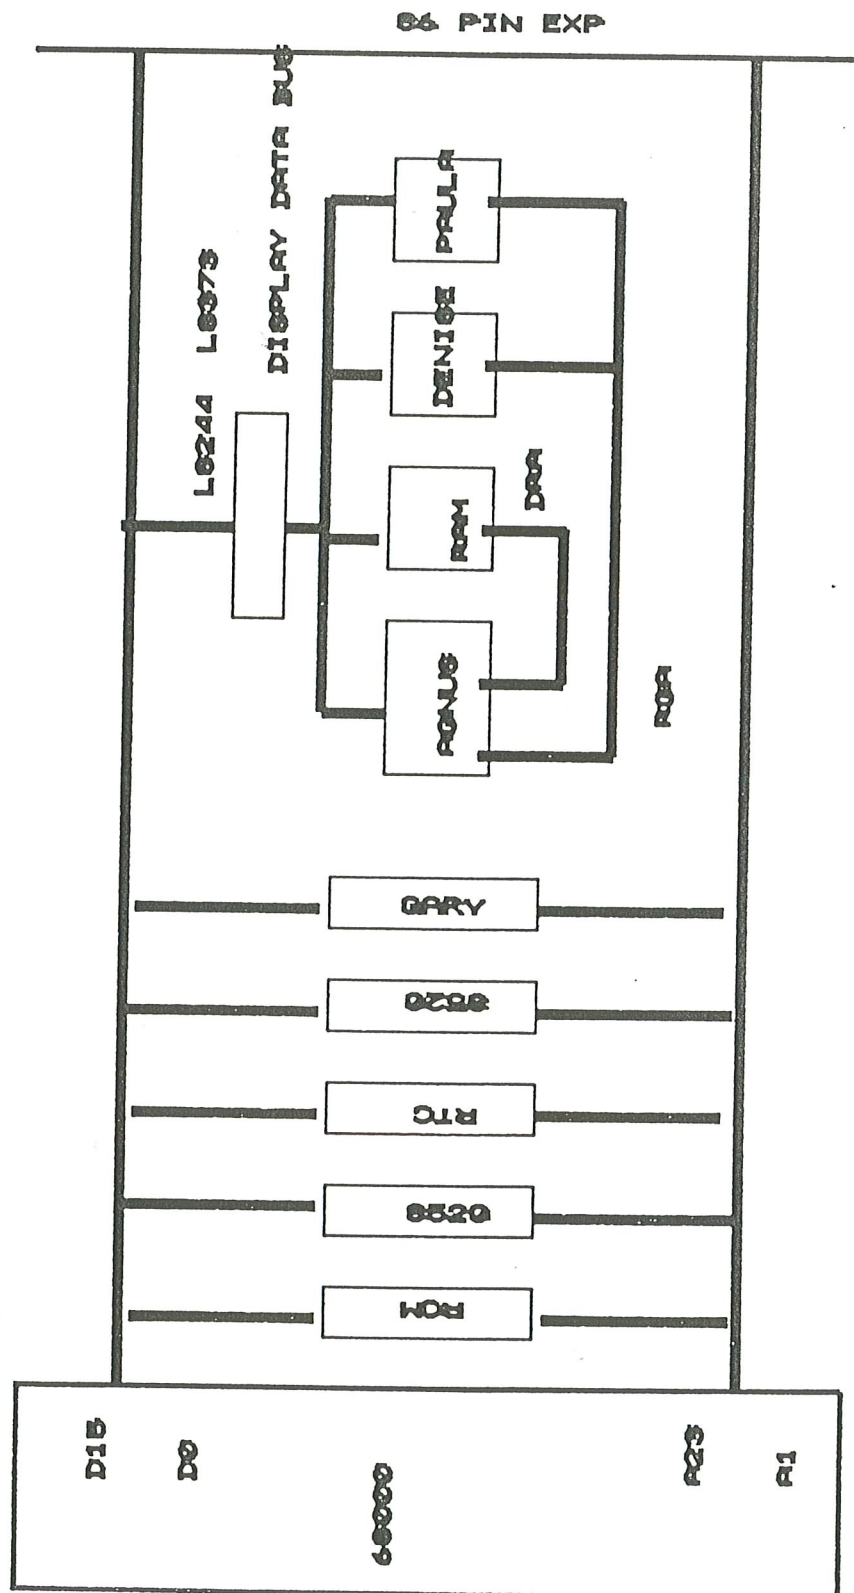 86 PIN EXP
DISPLAY DATA BUS
LS244 LS373
PAULA
DENISE
RAM
AGNUS
DRA
RGA
GARY
8520
RTC
8520
ROM
D15
D0
68000
A23
A1